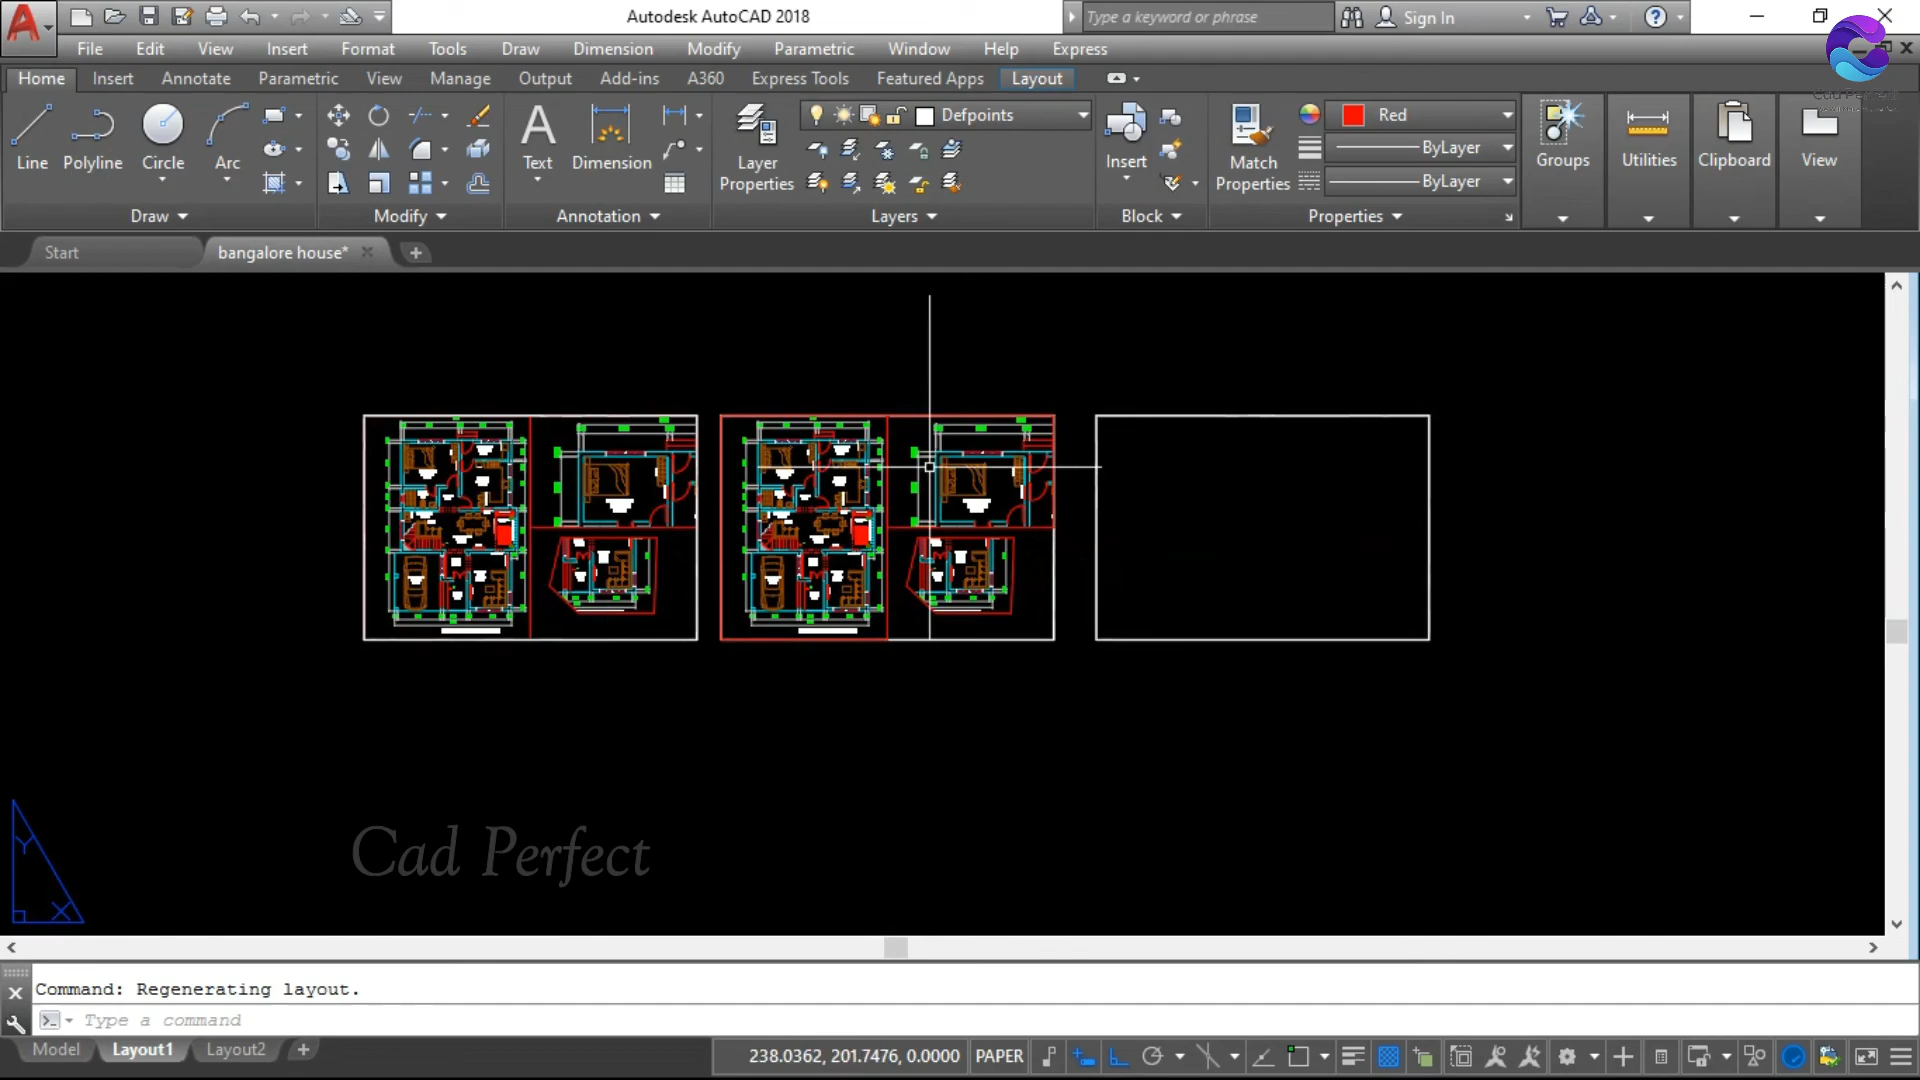 Autodesk AutoCAD 2018
Type a keyword or phrase
Sign In
File Edit View Insert Format Tools Draw Dimension Modify Parametric Window Help Express
Home Insert Annotate Parametric View Manage Output Add-ins A360 Express Tools Featured Apps Layout
Cad Perfect
Line Polyline Circle Arc
Text Dimension
Layer Properties
Defpoints
Insert
Match Properties
Red
ByLayer
ByLayer
Groups Utilities Clipboard View
Draw Modify Annotation Layers Block Properties
Start bangalore house*
Y
X
Cad Perfect
Command: Regenerating layout.
Type a command
Model Layout1 Layout2
238.0362, 201.7476, 0.0000 PAPER